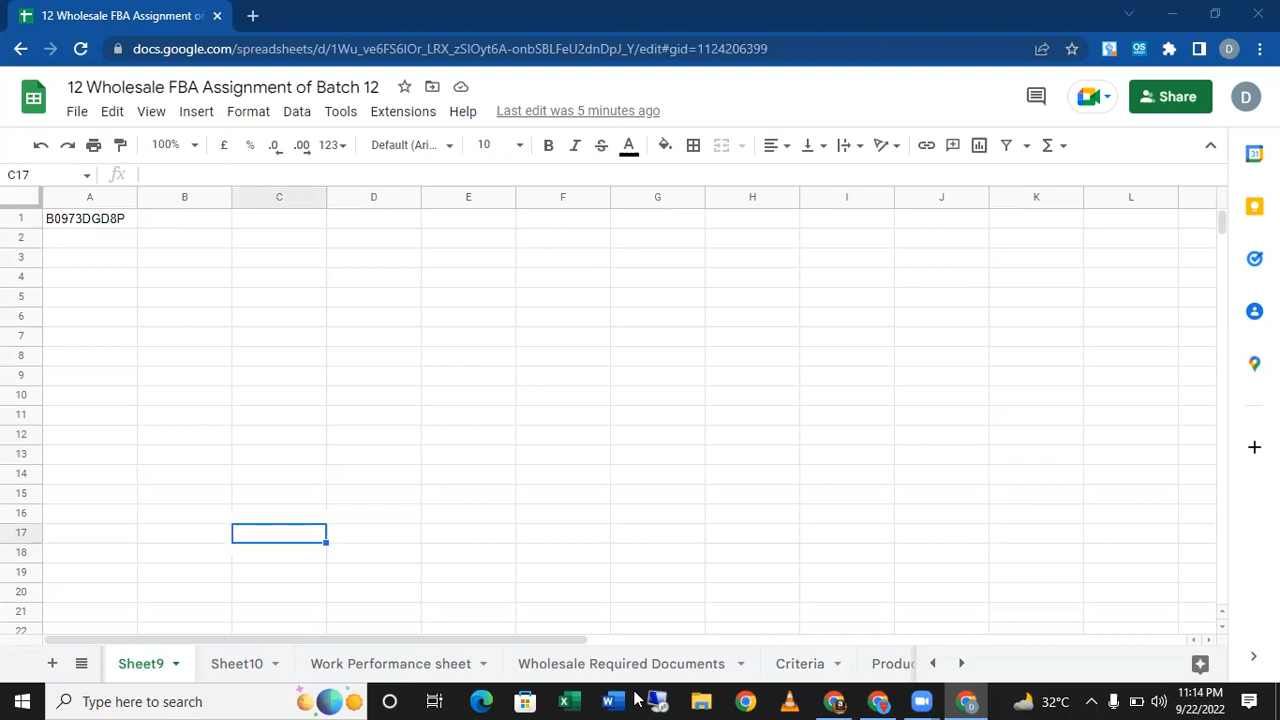 12 Wholesale FBA Assignment of
docs.google.com/spreadsheets/d/1Wu_ve6FS6IOr_LRX_zSlOyt6A-onbSBLFeU2dnDpJ_Y/edit#gid=1124206399
D
12 Wholesale FBA Assignment of Batch 12
File Edit View Insert Format Data Tools Extensions Help Last edit was 5 minutes ago
Share
D
100% £ % .0 .00 123 Default (Ari... 10 B I S A Σ
C17 fx
A B C D E F G H I J K L
1 B0973DGD8P
2
3
4
5
6
7
8
9
10
11
12
13
14
15
16
17
18
19
20
21
22
Sheet9 Sheet10 Work Performance sheet Wholesale Required Documents Criteria Produc
Type here to search
32°C
11:14 PM
9/22/2022